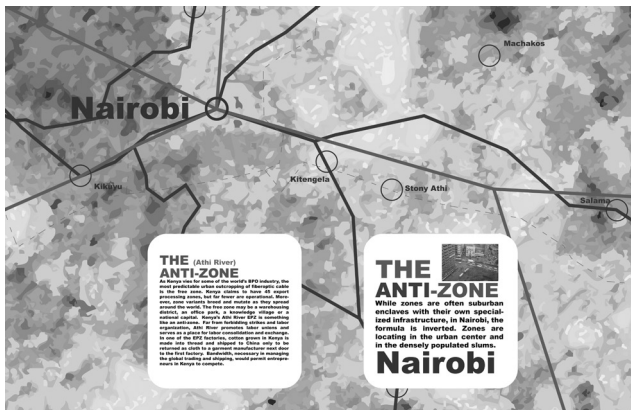 Machakos
Nairobi
Kitengela
Kikuyu
Stony Athi
Salama
THE (Athi River)
ANTI-ZONE
As Kenya vies for some of the world's BPO industry, the
most predictable urban outcropping of fiberoptic cable
is the free zone. Kenya claims to have 45 export
processing zones, but far fewer are operational. More-
over, zone variants breed and mutate as they spread
around the world. The free zone may be a warehousing
district, an office park, a knowledge village or a
national capital. Kenya's Athi River EPZ is something
like an anti-zone. Far from forbidding strikes and labor
organization, Athi River promotes labor unions and
serves as a place for labor consolidation and exchange.
In one of the EPZ factories, cotton grown in Kenya is
made into thread and shipped to China only to be
returned as cloth to a garment manufacturer next door
to the first factory. Bandwidth, necessary in managing
the global trading and shipping, would permit entrepre-
neurs in Kenya to compete.
THE
ANTI-ZONE
While zones are often suburban
enclaves with their own special-
ized infrastructure, in Nairobi, the
formula is inverted. Zones are
locating in the urban center and
in the densely populated slums.
Nairobi